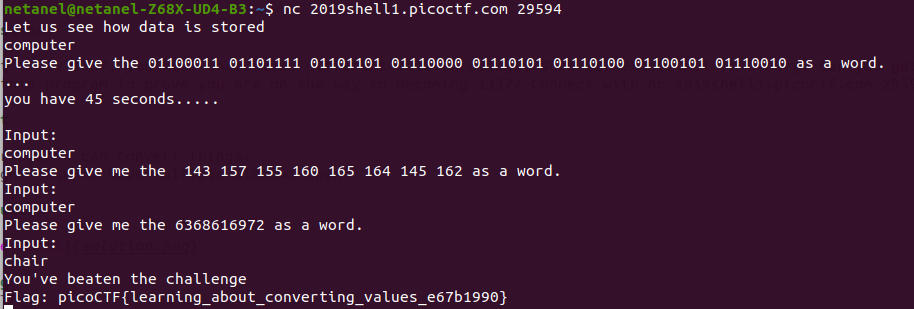 netanel@netanel-Z68X-UD4-B3:~$ nc 2019shell1.picoctf.com 29594
Let us see how data is stored
computer
Please give the 01100011 01101111 01101101 01110000 01110101 01110100 01100101 01110010 as a word.
...
you have 45 seconds.....
Input:
computer
Please give me the  143 157 155 160 165 164 145 162 as a word.
Input:
computer
Please give me the 6368616972 as a word.
Input:
chair
You've beaten the challenge
Flag: picoCTF{learning_about_converting_values_e67b1990}